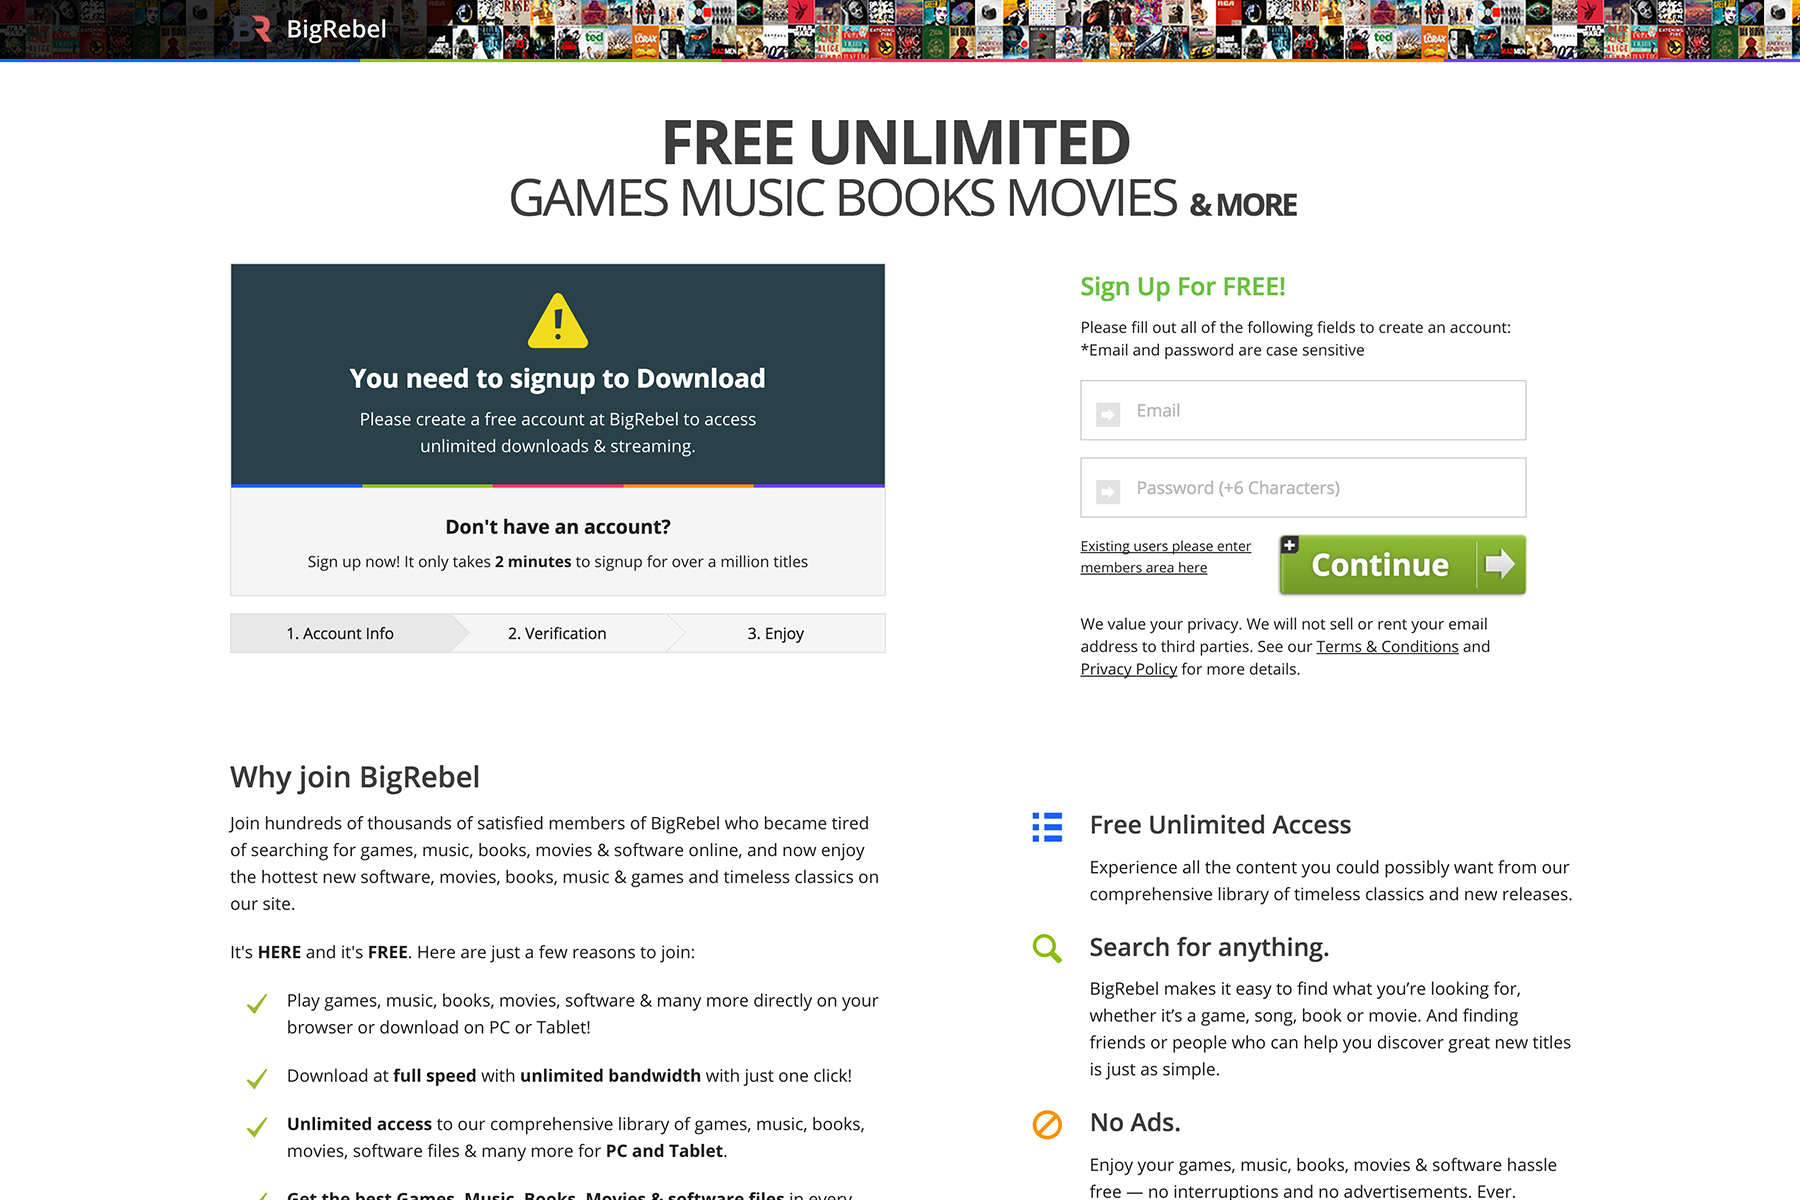 BR BigRebel
FREE UNLIMITED
GAMES MUSIC BOOKS MOVIES & MORE
!
You need to signup to Download
Please create a free account at BigRebel to access
unlimited downloads & streaming.
Don't have an account?
Sign up now! It only takes 2 minutes to signup for over a million titles
1. Account Info
2. Verification
3. Enjoy
Sign Up For FREE!
Please fill out all of the following fields to create an account:
*Email and password are case sensitive
Email
Password (+6 Characters)
Existing users please enter
members area here
Continue
We value your privacy. We will not sell or rent your email
address to third parties. See our Terms & Conditions and
Privacy Policy for more details.
Why join BigRebel
Join hundreds of thousands of satisfied members of BigRebel who became tired
of searching for games, music, books, movies & software online, and now enjoy
the hottest new software, movies, books, music & games and timeless classics on
our site.
It's HERE and it's FREE. Here are just a few reasons to join:
Play games, music, books, movies, software & many more directly on your
browser or download on PC or Tablet!
Download at full speed with unlimited bandwidth with just one click!
Unlimited access to our comprehensive library of games, music, books,
movies, software files & many more for PC and Tablet.
Get the best Games, Music, Books, Movies & software files in every
Free Unlimited Access
Experience all the content you could possibly want from our
comprehensive library of timeless classics and new releases.
Search for anything.
BigRebel makes it easy to find what you’re looking for,
whether it’s a game, song, book or movie. And finding
friends or people who can help you discover great new titles
is just as simple.
No Ads.
Enjoy your games, music, books, movies & software hassle
free — no interruptions and no advertisements. Ever.